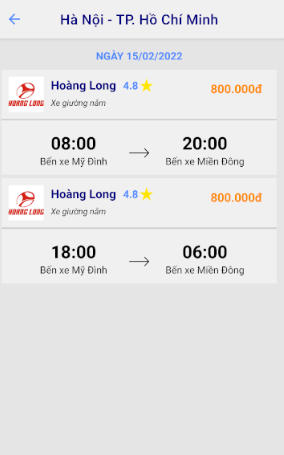 Hà Nội - TP. Hồ Chí Minh
NGÀY 15/02/2022
Hoàng Long 4.8 800.000đ
HOANG LONG
Xe giường nằm
08:00 20:00
Bến xe Mỹ Đình Bến xe Miền Đông
Hoàng Long 4.8 800.000đ
HOANG LONG
Xe giường nằm
18:00 06:00
Bến xe Mỹ Đình Bến xe Miền Đông